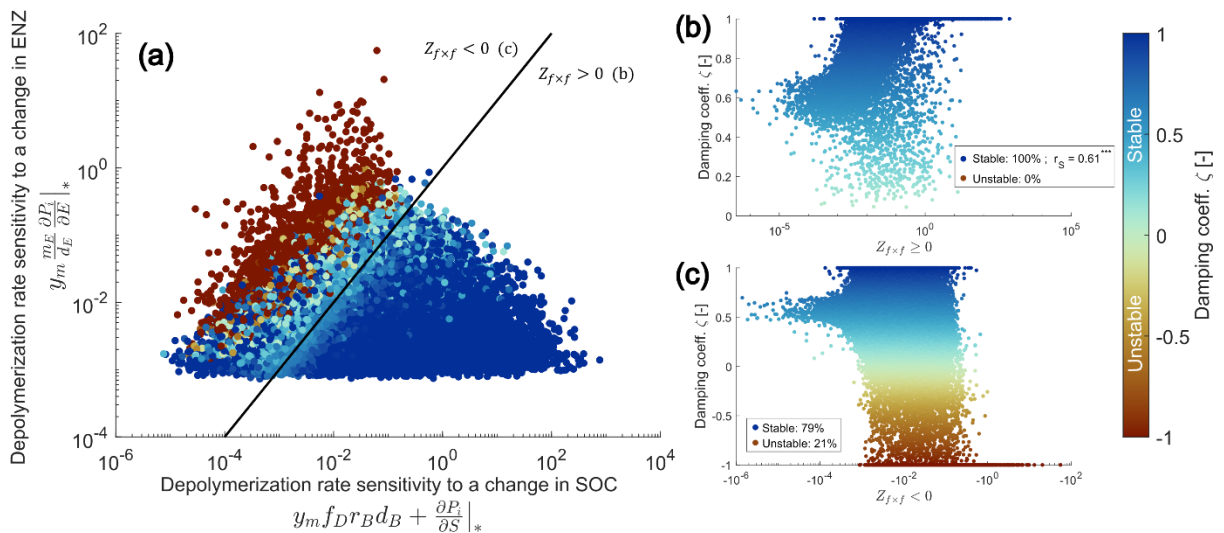 Depolymerization rate sensitivity to a change in ENZ
y_m \frac{m_E}{d_E} \frac{∂P_i}{∂E}|_*
(a)
Z_{f×f} < 0 (c)
Z_{f×f} > 0 (b)
10^2
10^0
10^{-2}
10^{-4}
10^{-6} 10^{-4} 10^{-2} 10^0 10^2 10^4
Depolymerization rate sensitivity to a change in SOC
y_m f_D r_B d_B + \frac{∂P_i}{∂S}|_*
(b)
Damping coeff. ζ [-]
1
0.8
0.6
0.4
0.2
0
Stable: 100% ; r_S = 0.61^{***}
Unstable: 0%
10^{-5} 10^0 10^5
Z_{f×f} ≥ 0
(c)
Damping coeff. ζ [-]
1
0.5
0
-0.5
-1
Stable: 79%
Unstable: 21%
-10^{-6} -10^{-4} -10^{-2} -10^0 -10^2
Z_{f×f} < 0
Stable
Unstable
1
0.5
0
-0.5
-1
Damping coeff. ζ [-]